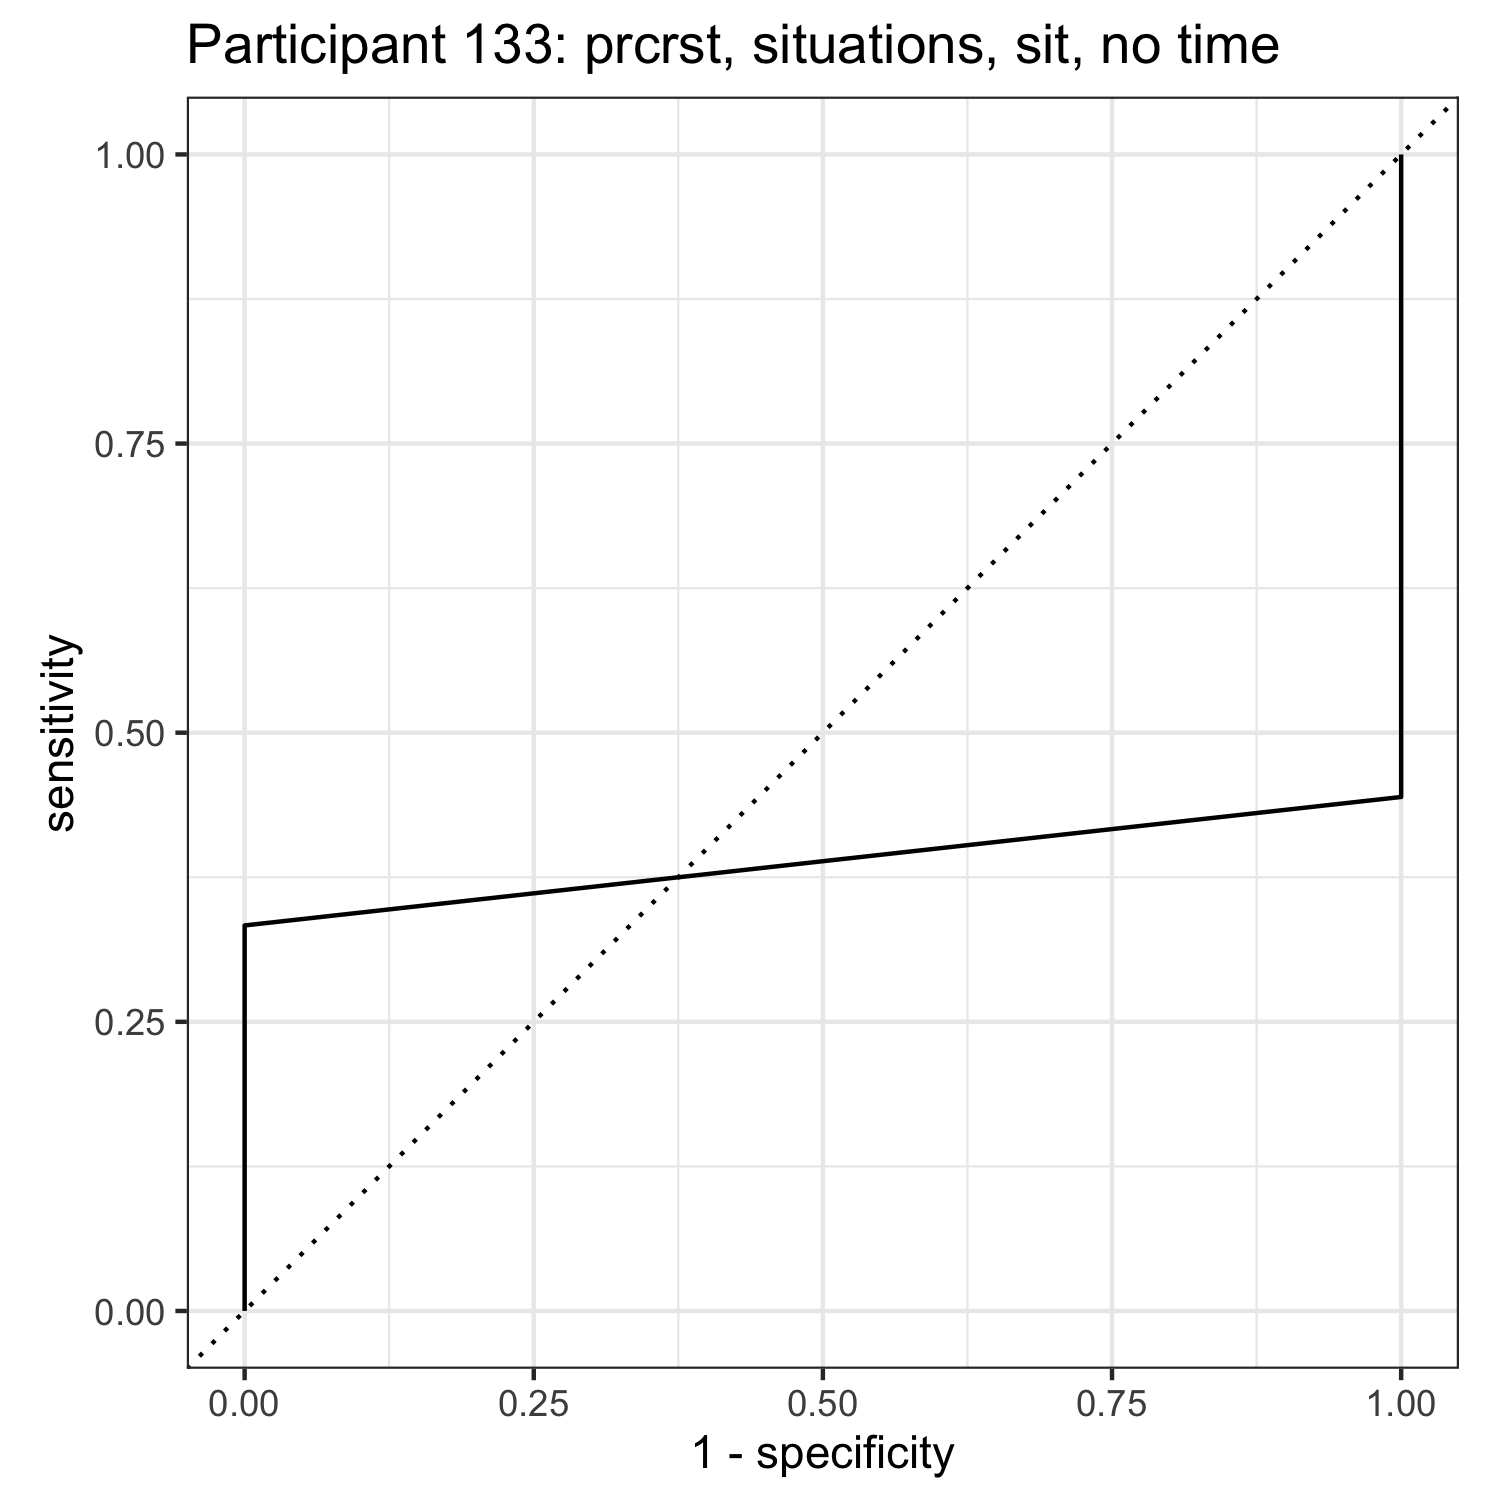 Participant 133: prcrst, situations, sit, no time
1.00
0.75
0.50
0.25
0.00
sensitivity
0.00 0.25 0.50 0.75 1.00
1 - specificity